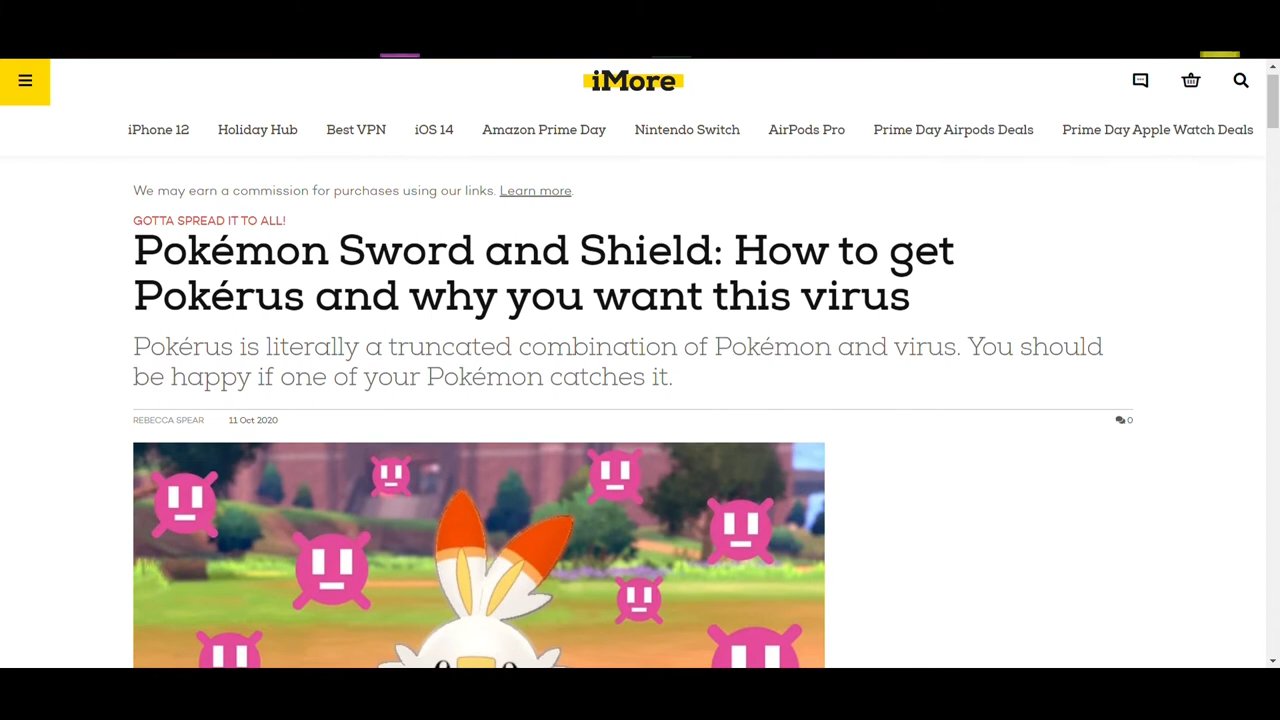 iMore
iPhone 12 Holiday Hub Best VPN iOS 14 Amazon Prime Day Nintendo Switch AirPods Pro Prime Day Airpods Deals Prime Day Apple Watch Deals
We may earn a commission for purchases using our links. Learn more.
GOTTA SPREAD IT TO ALL!
Pokémon Sword and Shield: How to get
Pokérus and why you want this virus
Pokérus is literally a truncated combination of Pokémon and virus. You should
be happy if one of your Pokémon catches it.
REBECCA SPEAR 11 Oct 2020 0